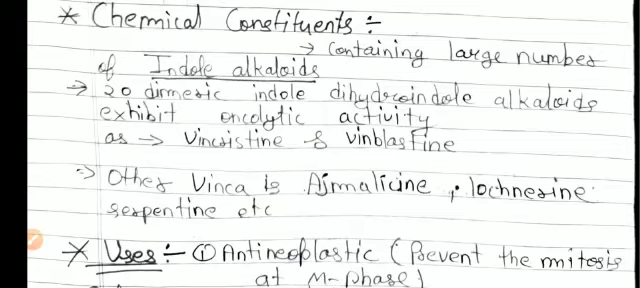 * Chemical Constituents ÷
→ Containing large number
of Indole alkaloids
→ 20 dirmeric indole dihydroindole alkaloids
exhibit oncolytic activity
as → Vincristine & vinblastine
⇒ Other Vinca is Ajmalicine, lochnerine
serpentine etc
* Uses ÷ ① Antineoplastic (Prevent the mitosis
at M-phase)